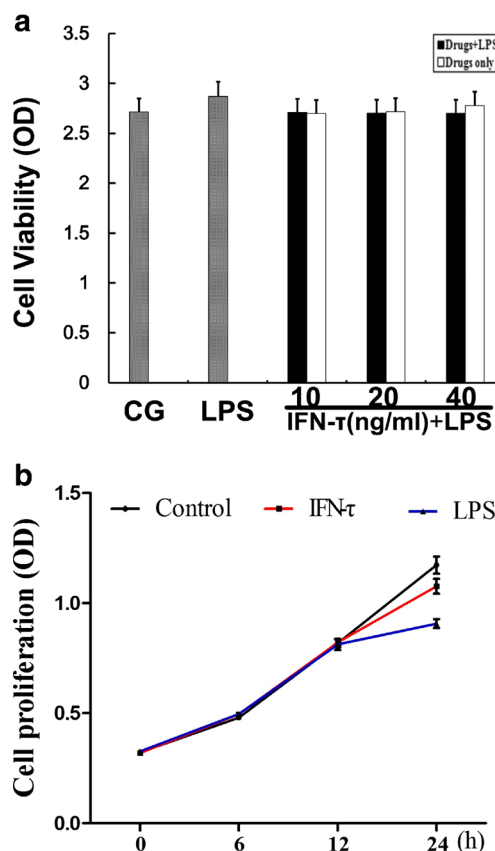 a
Cell Viability (OD)
3.5
3
2.5
2
1.5
1
0.5
0
Drugs+LPS
Drugs only
CG
LPS
10
20
40
IFN-τ(ng/ml)+LPS
b
Cell proliferation (OD)
Control
IFN-τ
LPS
1.5
1.0
0.5
0.0
0
6
12
24
(h)